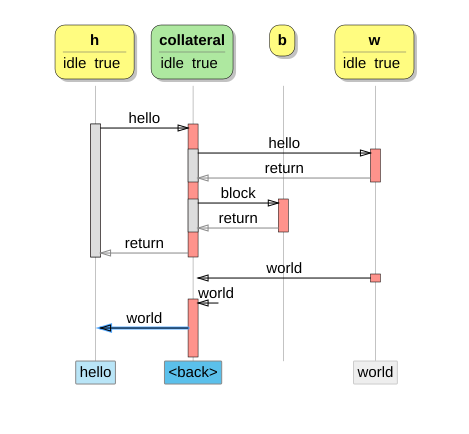 h collateral b w
idle true idle true idle true
hello
hello
return
block
return
return
world
world
world
hello <back> world